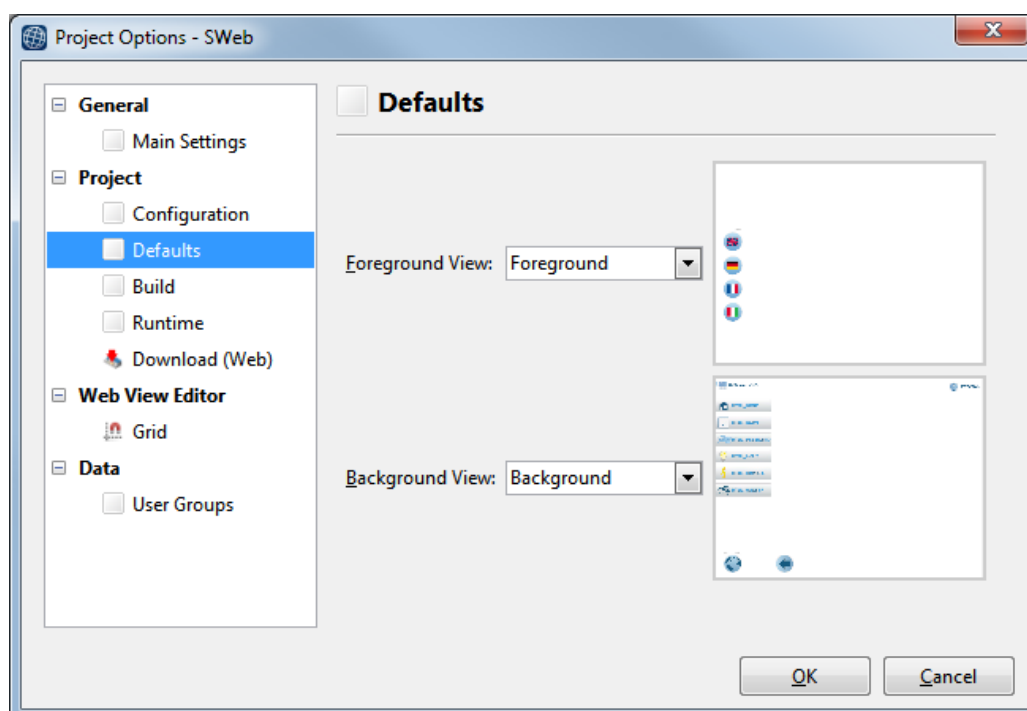 Project Options - SWeb
General
Main Settings
Project
Configuration
Defaults
Build
Runtime
Download (Web)
Web View Editor
Grid
Data
User Groups
Defaults
Foreground View: Foreground
Background View: Background
OK
Cancel